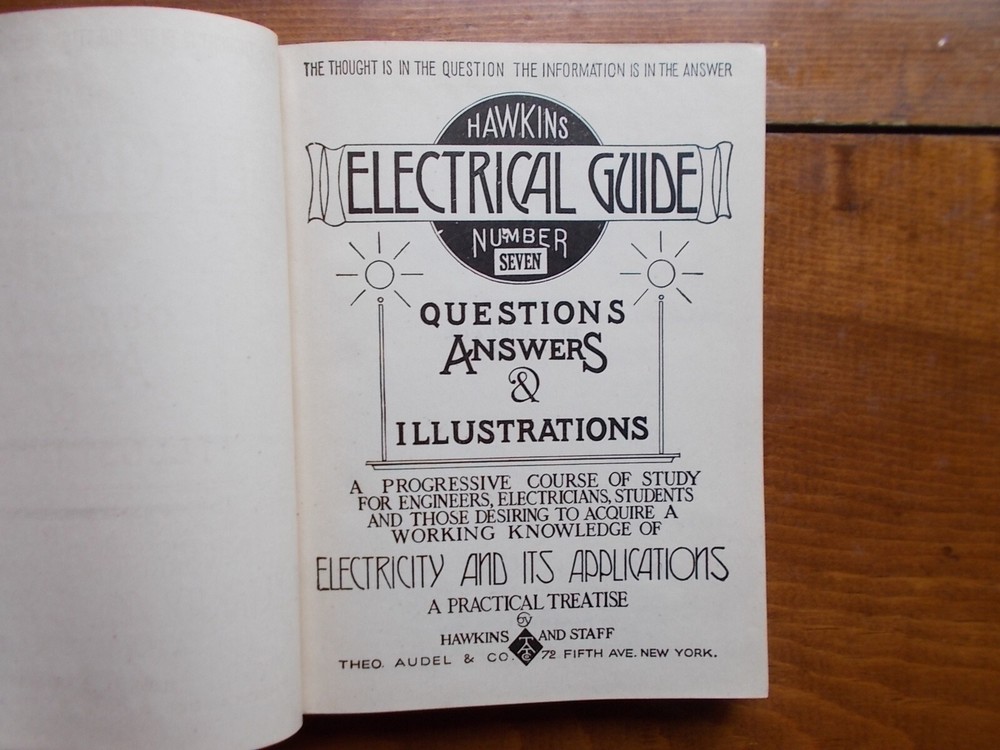 THE THOUGHT IS IN THE QUESTION THE INFORMATION IS IN THE ANSWER
HAWKINS
ELECTRICAL GUIDE
NUMBER
SEVEN
QUESTIONS
ANSWERS
&
ILLUSTRATIONS
A PROGRESSIVE COURSE OF STUDY
FOR ENGINEERS, ELECTRICIANS, STUDENTS
AND THOSE DESIRING TO ACQUIRE A
WORKING KNOWLEDGE OF
ELECTRICITY AND ITS APPLICATIONS
A PRACTICAL TREATISE
BY
HAWKINS AND STAFF
THEO. AUDEL & CO. 72 FIFTH AVE. NEW YORK.